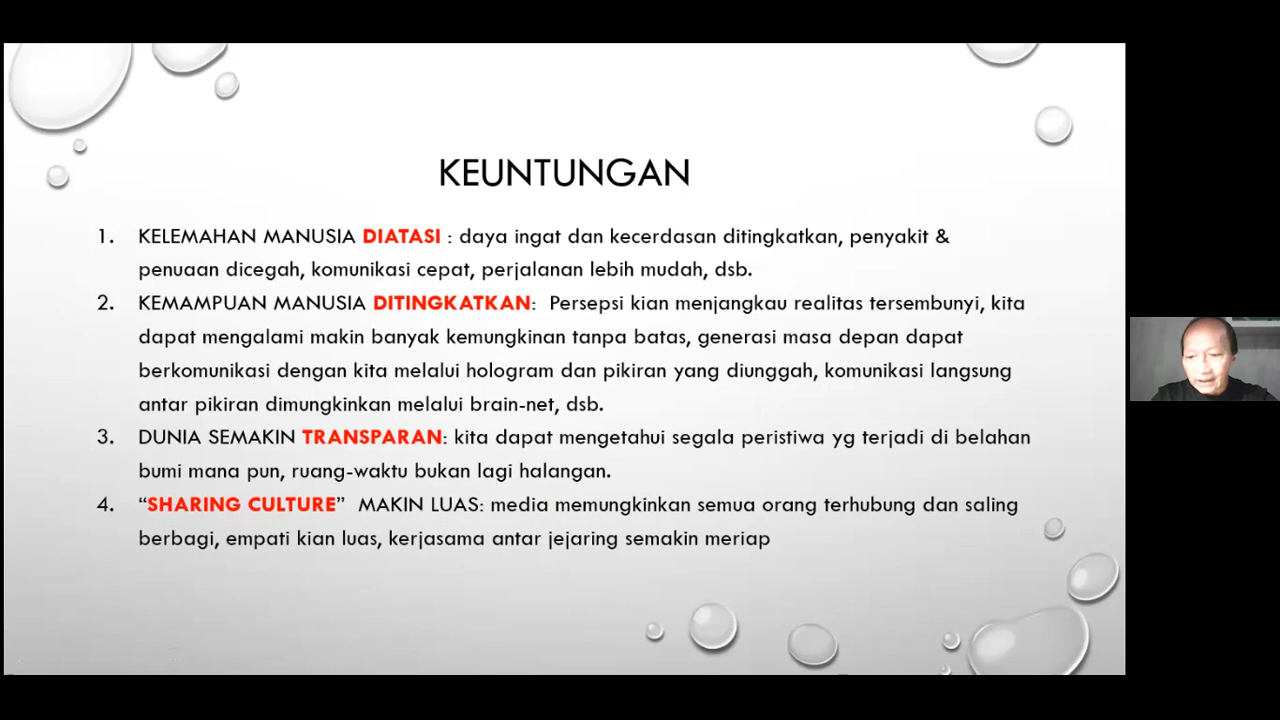 KEUNTUNGAN
1. KELEMAHAN MANUSIA DIATASI : daya ingat dan kecerdasan ditingkatkan, penyakit &
penuaan dicegah, komunikasi cepat, perjalanan lebih mudah, dsb.
2. KEMAMPUAN MANUSIA DITINGKATKAN: Persepsi kian menjangkau realitas tersembunyi, kita
dapat mengalami makin banyak kemungkinan tanpa batas, generasi masa depan dapat
berkomunikasi dengan kita melalui hologram dan pikiran yang diunggah, komunikasi langsung
antar pikiran dimungkinkan melalui brain-net, dsb.
3. DUNIA SEMAKIN TRANSPARAN: kita dapat mengetahui segala peristiwa yg terjadi di belahan
bumi mana pun, ruang-waktu bukan lagi halangan.
4. “SHARING CULTURE” MAKIN LUAS: media memungkinkan semua orang terhubung dan saling
berbagi, empati kian luas, kerjasama antar jejaring semakin meriap